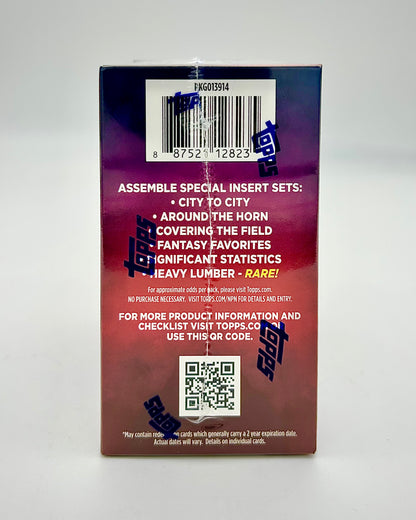 PKG013914
8 87521 12823
TOPPS
TOPPS
ASSEMBLE SPECIAL INSERT SETS:
• CITY TO CITY
• AROUND THE HORN
COVERING THE FIELD
FANTASY FAVORITES
SIGNIFICANT STATISTICS
HEAVY LUMBER - RARE!
TOPPS
For approximate odds per pack, please visit Topps.com.
NO PURCHASE NECESSARY. VISIT TOPPS.COM/NPN FOR DETAILS AND ENTRY.
FOR MORE PRODUCT INFORMATION AND
CHECKLIST VISIT TOPPS.CO
USE THIS QR CODE.
TOPPS
TOPPS
*May contain redemption cards which generally carry a 2 year expiration date.
Actual dates will vary. Details on individual cards.